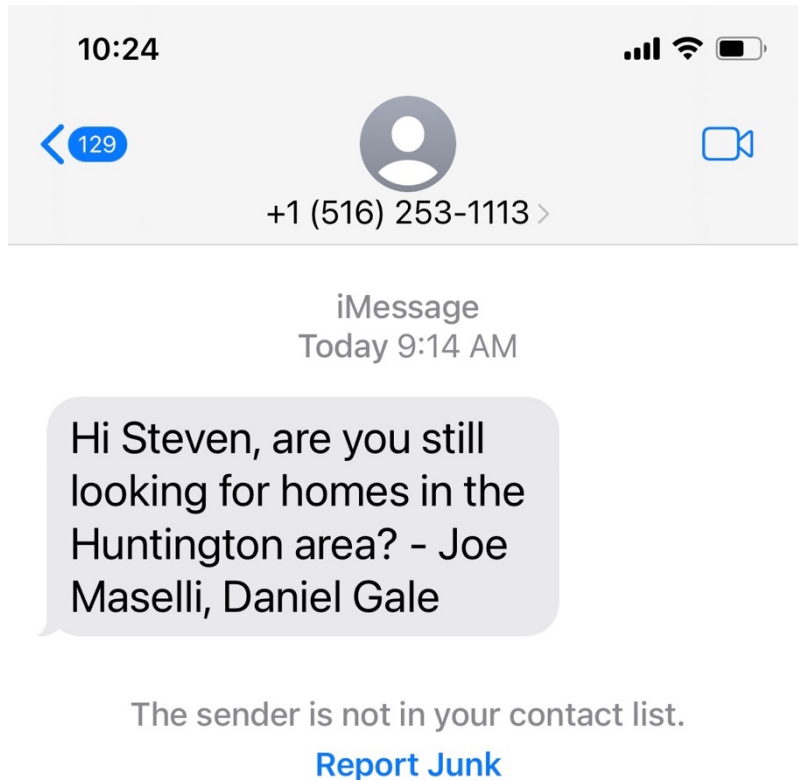 10:24
129
+1 (516) 253-1113
iMessage
Today 9:14 AM
Hi Steven, are you still
looking for homes in the
Huntington area? - Joe
Maselli, Daniel Gale
The sender is not in your contact list.
Report Junk